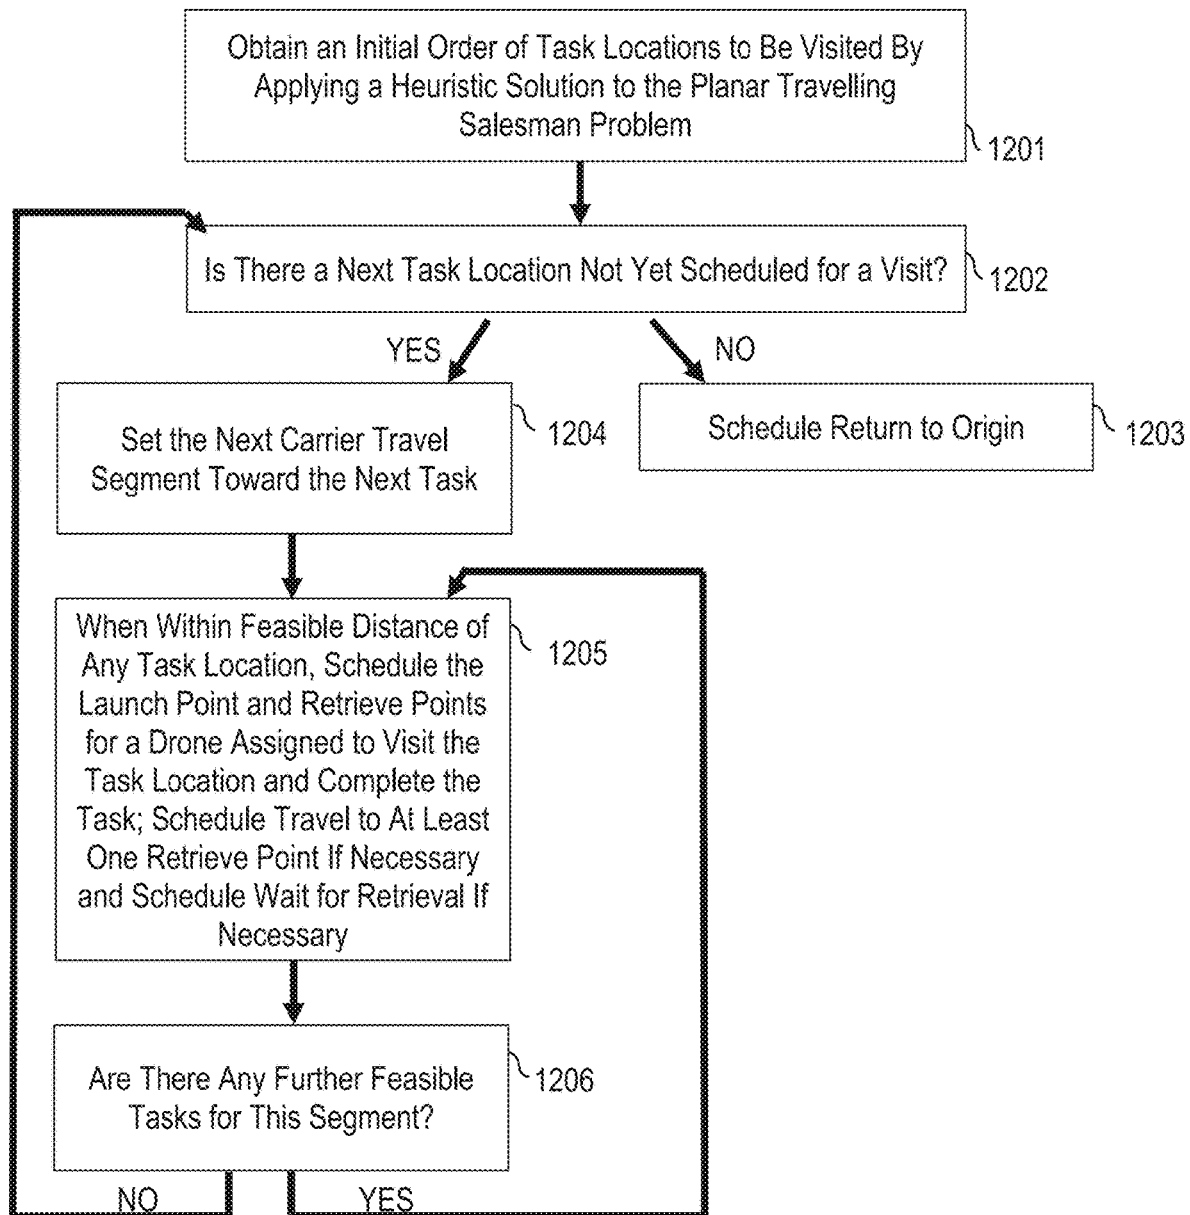 Obtain an Initial Order of Task Locations to Be Visited By
Applying a Heuristic Solution to the Planar Travelling
Salesman Problem
1201
Is There a Next Task Location Not Yet Scheduled for a Visit?
1202
YES
NO
Set the Next Carrier Travel
Segment Toward the Next Task
1204
Schedule Return to Origin
1203
When Within Feasible Distance of
Any Task Location, Schedule the
Launch Point and Retrieve Points
for a Drone Assigned to Visit the
Task Location and Complete the
Task; Schedule Travel to At Least
One Retrieve Point If Necessary
and Schedule Wait for Retrieval If
Necessary
1205
Are There Any Further Feasible
Tasks for This Segment?
1206
NO
YES